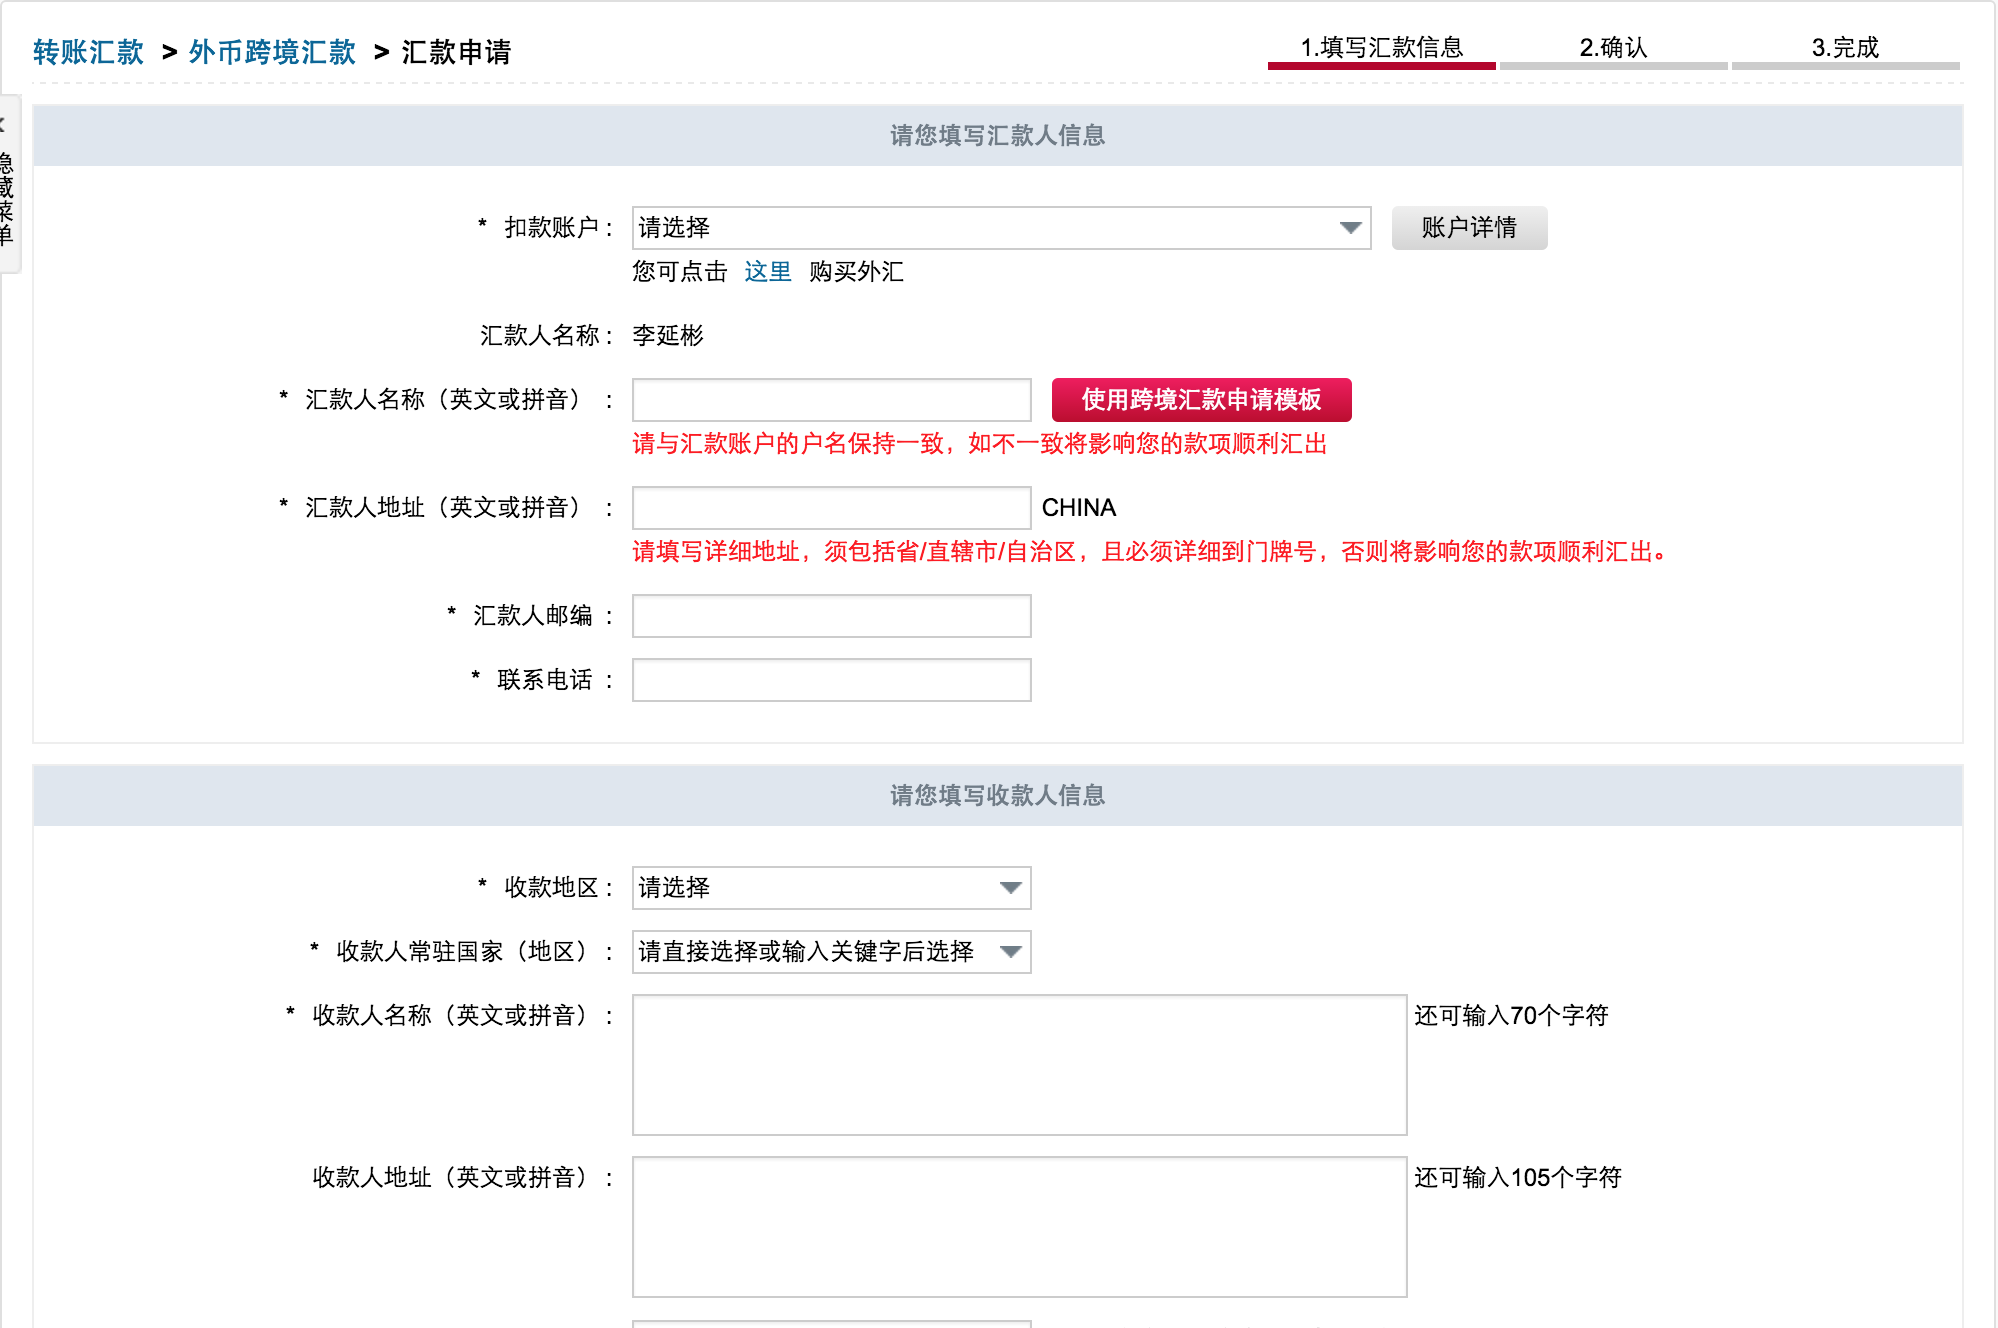 转账汇款 > 外币跨境汇款 > 汇款申请
1.填写汇款信息 2.确认 3.完成
隐藏菜单
请您填写汇款人信息
* 扣款账户： 请选择 账户详情
您可点击 这里 购买外汇
汇款人名称： 李延彬
* 汇款人名称（英文或拼音）： 使用跨境汇款申请模板
请与汇款账户的户名保持一致，如不一致将影响您的款项顺利汇出
* 汇款人地址（英文或拼音）： CHINA
请填写详细地址，须包括省/直辖市/自治区，且必须详细到门牌号，否则将影响您的款项顺利汇出。
* 汇款人邮编：
* 联系电话：
请您填写收款人信息
* 收款地区： 请选择
* 收款人常驻国家（地区）： 请直接选择或输入关键字后选择
* 收款人名称（英文或拼音）： 还可输入70个字符
收款人地址（英文或拼音）： 还可输入105个字符